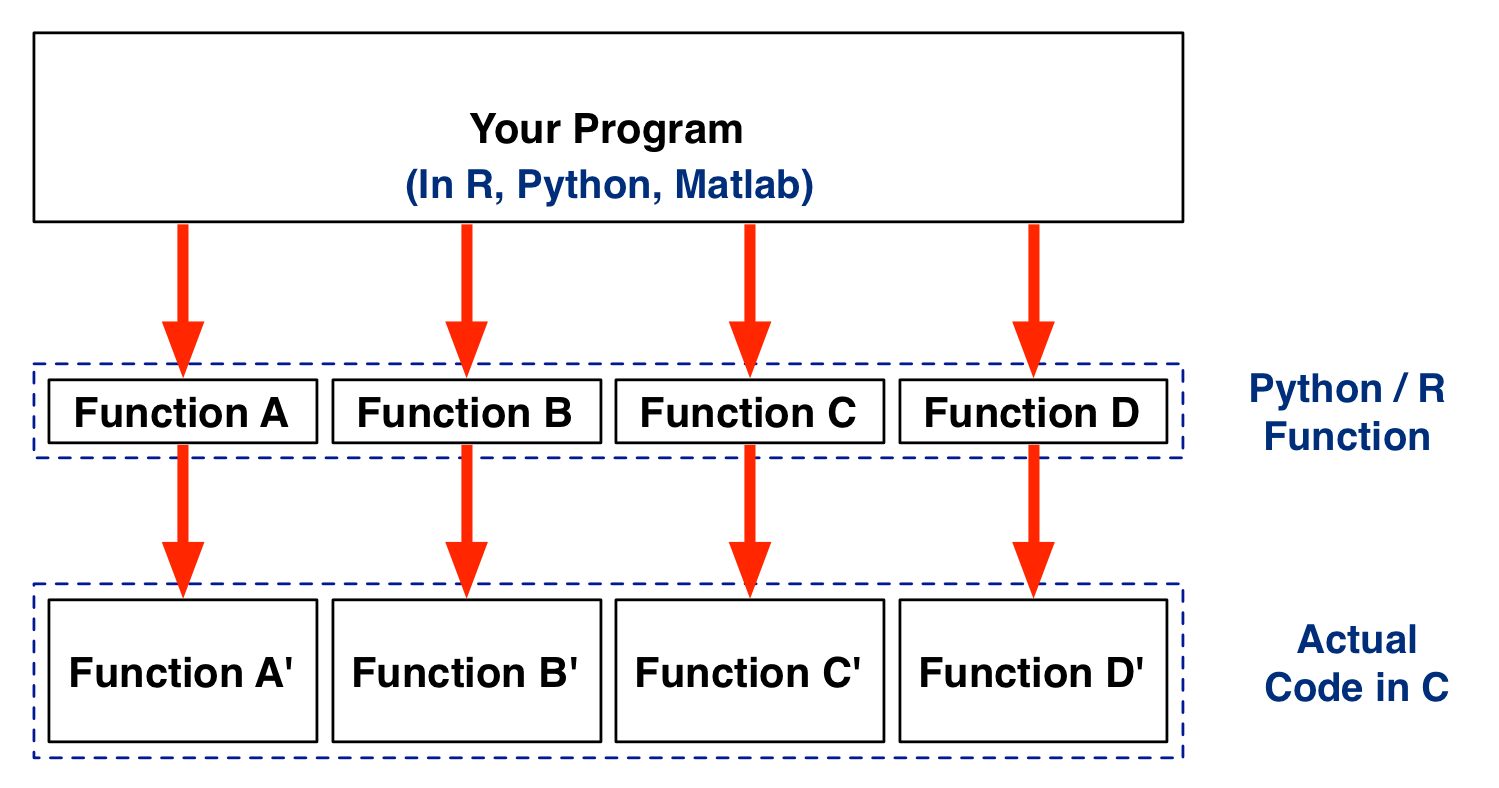 Your Program
(In R, Python, Matlab)
Function A
Function B
Function C
Function D
Python / R
Function
Function A'
Function B'
Function C'
Function D'
Actual
Code in C